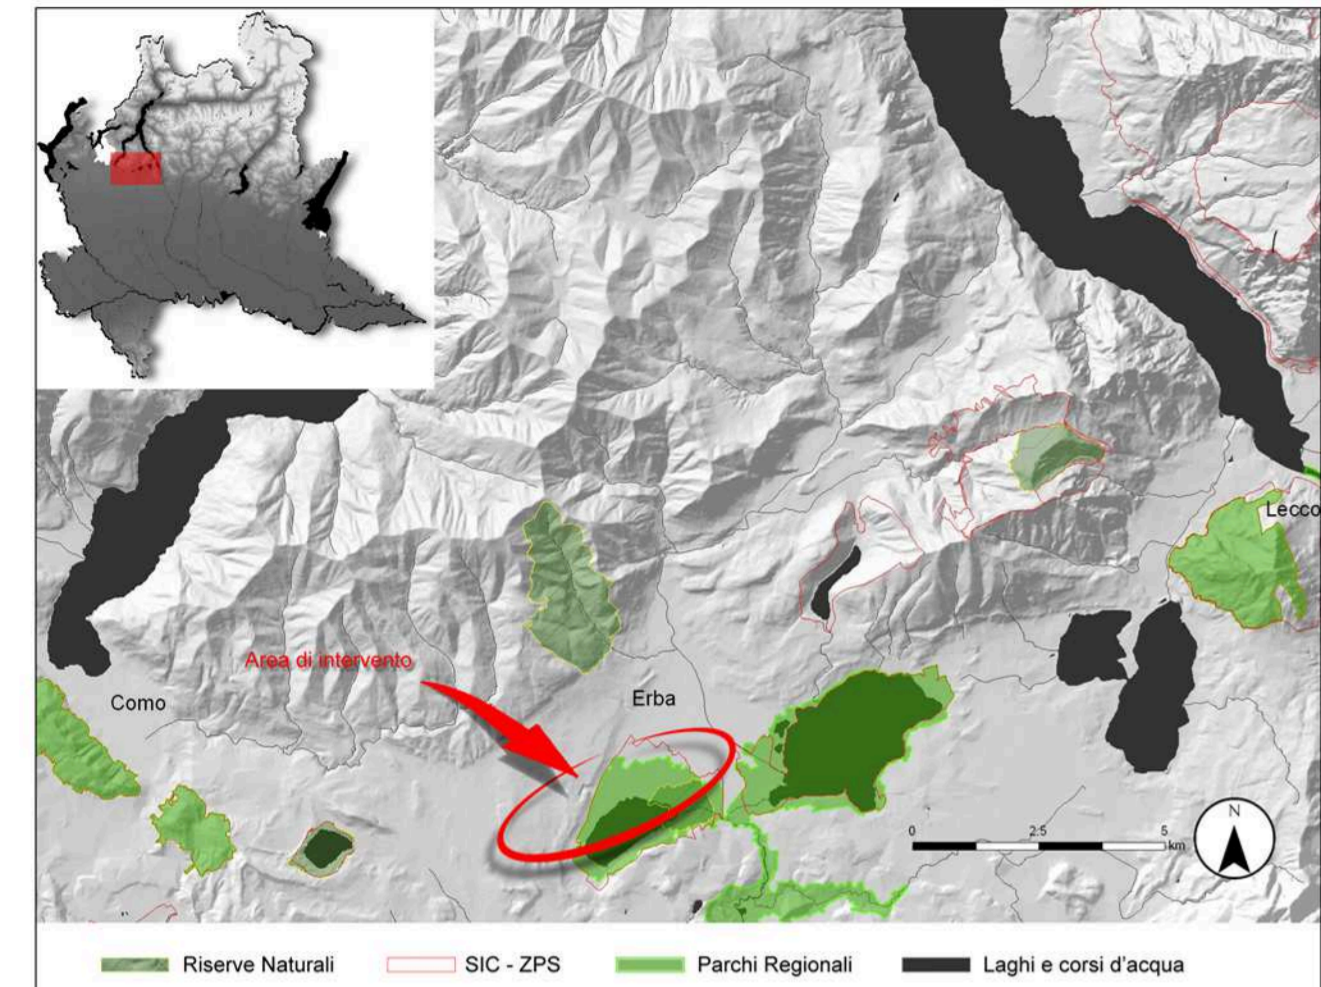 Lecco
Area di intervento
Erba
Como
N
0
2.5
5
km
Riserve Naturali
SIC - ZPS
Parchi Regionali
Laghi e corsi d'acqua